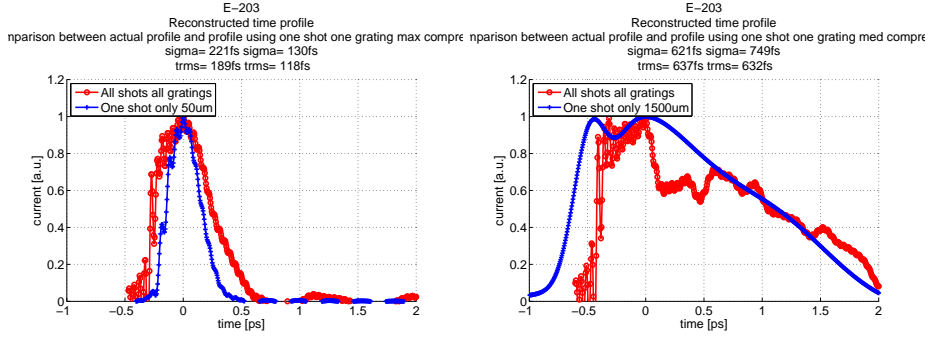 E-203
Reconstructed time profile
nparison between actual profile and profile using one shot one grating max compre
sigma= 221fs sigma= 130fs
trms= 189fs trms= 118fs
1.2
1
0.8
0.6
0.4
0.2
0
current [a.u.]
All shots all gratings
One shot only 50um
−1
−0.5
0
0.5
1
1.5
2
time [ps]
E-203
Reconstructed time profile
nparison between actual profile and profile using one shot one grating med compre
sigma= 621fs sigma= 749fs
trms= 637fs trms= 632fs
1.2
1
0.8
0.6
0.4
0.2
0
current [a.u.]
All shots all gratings
One shot only 1500um
−1
−0.5
0
0.5
1
1.5
2
time [ps]